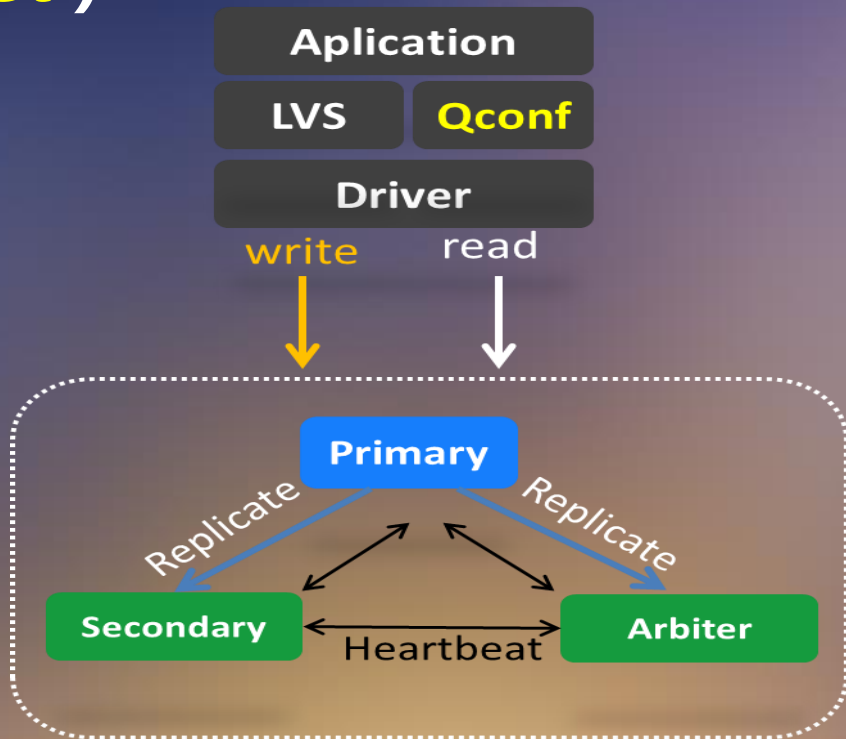 Aplication
LVS Qconf
Driver
write read
Primary
Replicate Replicate
Secondary Arbiter
Heartbeat